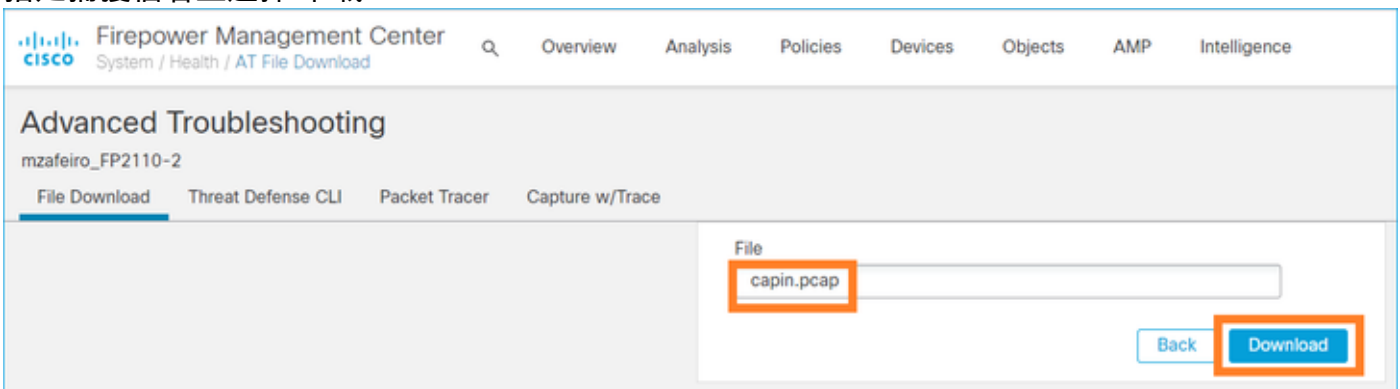 CISCO
Firepower Management Center
System / Health / AT File Download
Overview Analysis Policies Devices Objects AMP Intelligence
Advanced Troubleshooting
mzafeiro_FP2110-2
File Download Threat Defense CLI Packet Tracer Capture w/Trace
File
capin.pcap
Back Download